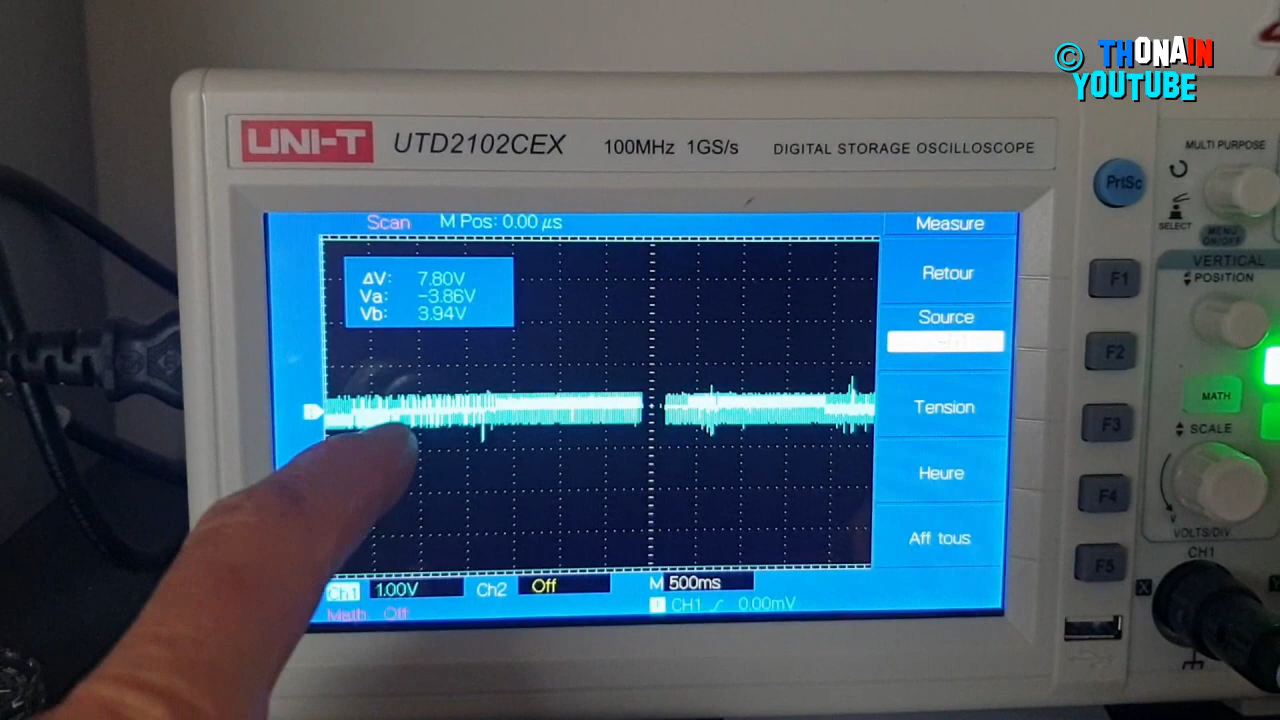 © THONAIN
YOUTUBE
UNI-T UTD2102CEX 100MHz 1GS/s DIGITAL STORAGE OSCILLOSCOPE
MULTI PURPOSE
PrtSc
SELECT
MENU
ON/OFF
Scan M Pos: 0.00 μs
Measure
ΔV: 7.80V
Va: -3.86V
Vb: 3.94V
Retour
Source
Tension
Heure
Aff tous
Ch1 1.00V Ch2 Off M 500ms
CH1 0.00mV
Math Off
F1
F2
F3
F4
F5
VERTICAL
POSITION
MATH
SCALE
VOLTS/DIV
CH1
X